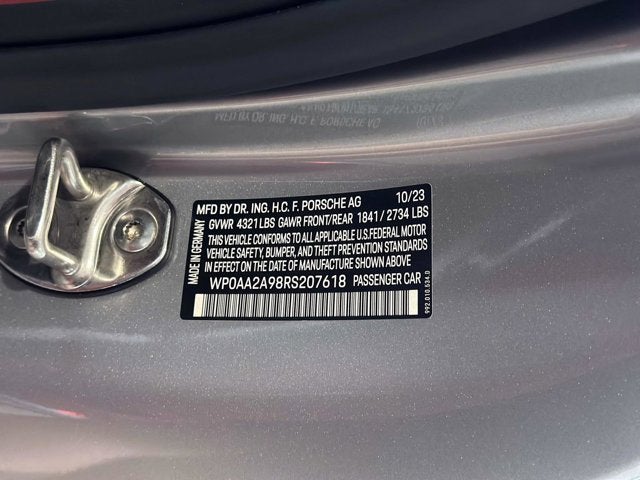 MFD BY DR. ING. H.C. F. PORSCHE AG 10/23
GVWR 4321LBS GAWR FRONT/REAR 1841 / 2734 LBS
THIS VEHICLE CONFORMS TO ALL APPLICABLE U.S.FEDERAL MOTOR
VEHICLE SAFETY, BUMPER, AND THEFT PREVENTION STANDARDS
IN EFFECT ON THE DATE OF MANUFACTURE SHOWN ABOVE.
WP0AA2A98RS207618 PASSENGER CAR
MADE IN GERMANY
992.010.534.D